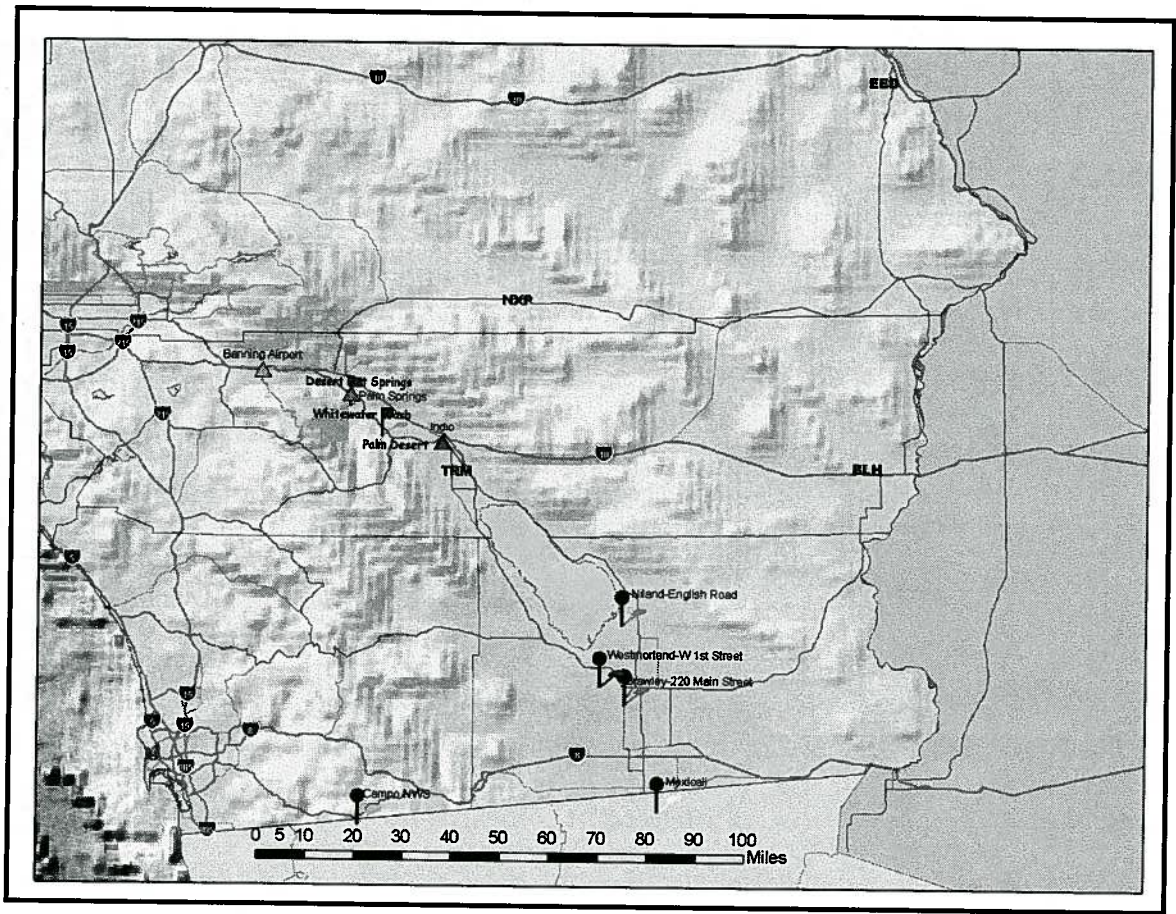 EED
NXP
Banning Airport
Desert Hot Springs
Palm Springs
Whitewater Wash
Indio
Palm Desert
TRM
BLH
Niland-English Road
Westmorland-W 1st Street
Brawley-220 Main Street
Mexicali
Campo NWS
0 5 10 20 30 40 50 60 70 80 90 100
Miles